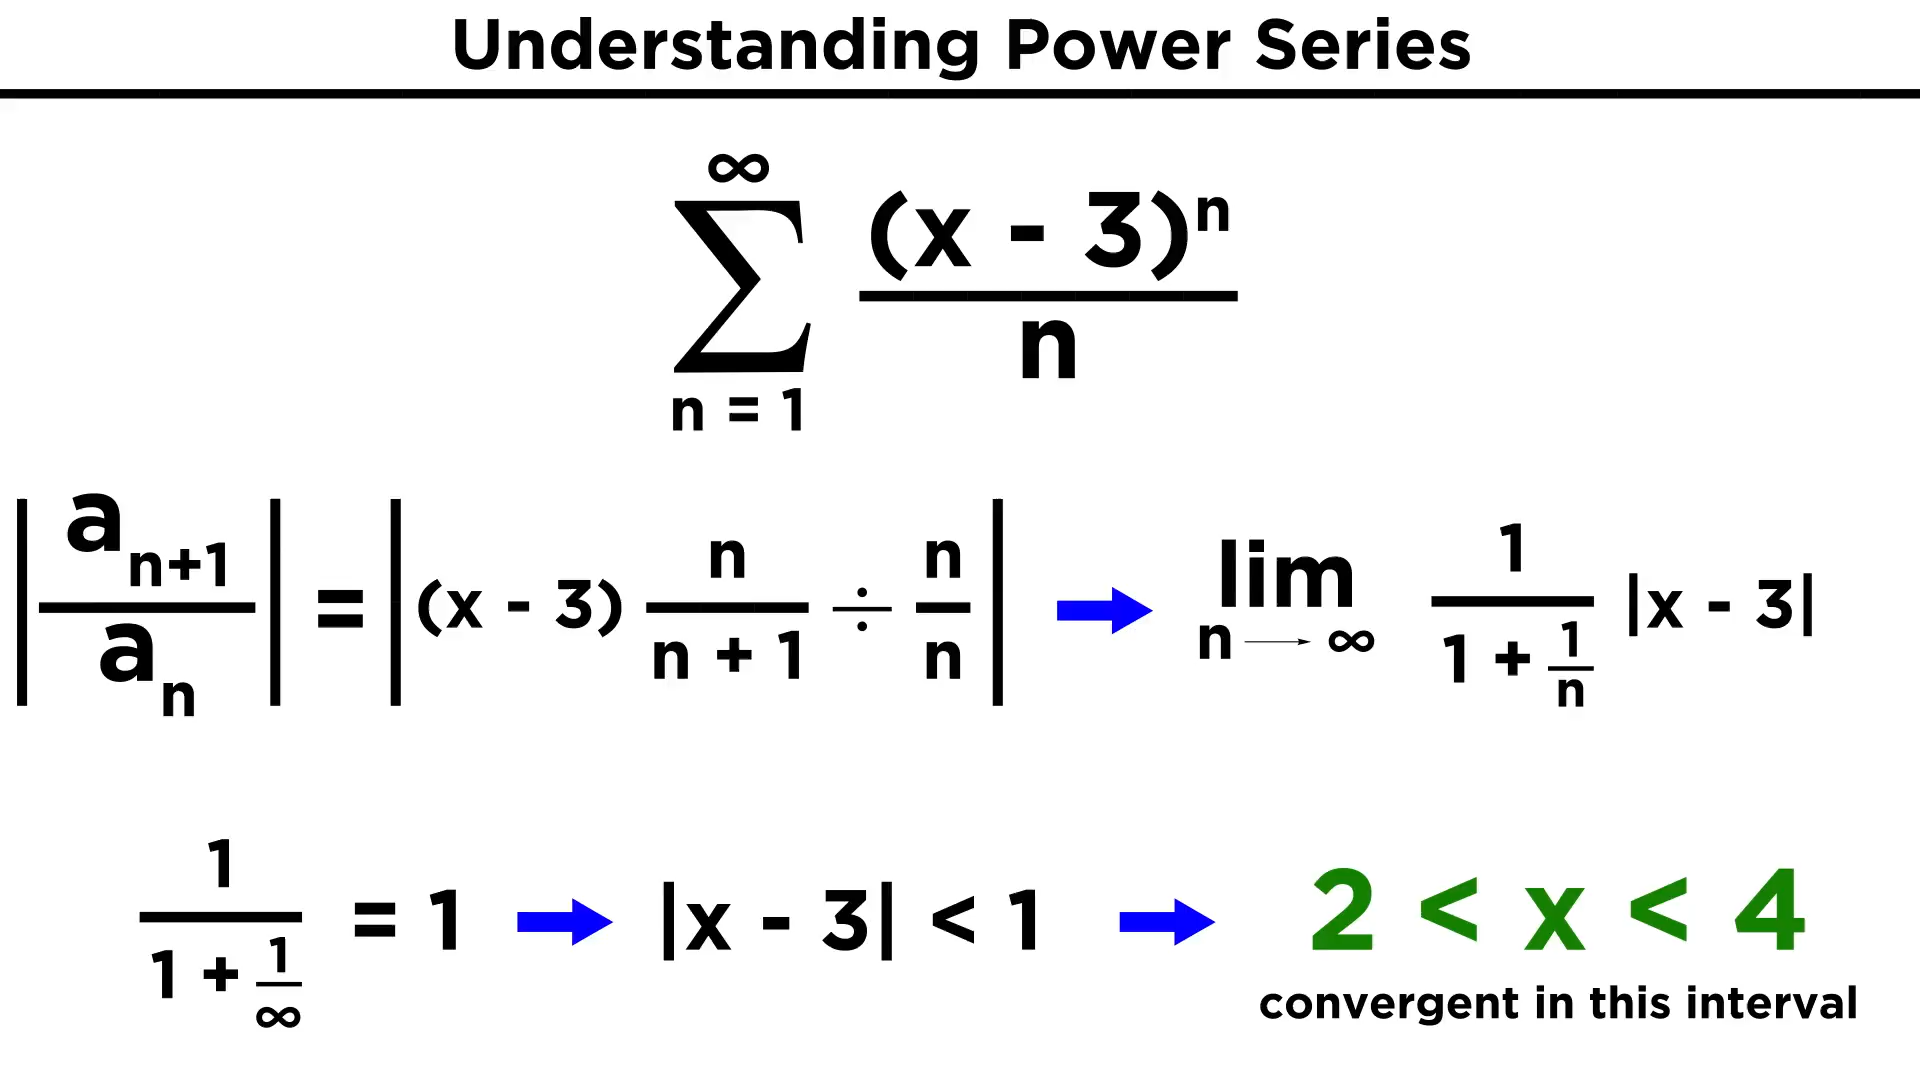 Understanding Power Series
∞
∑ (x - 3)ⁿ / n
n = 1
|aₙ₊₁ / aₙ| = |(x - 3) n / (n + 1) ÷ n / n| → lim n → ∞ 1 / (1 + 1/n) |x - 3|
1 / (1 + 1/∞) = 1 → |x - 3| < 1 → 2 < x < 4
convergent in this interval